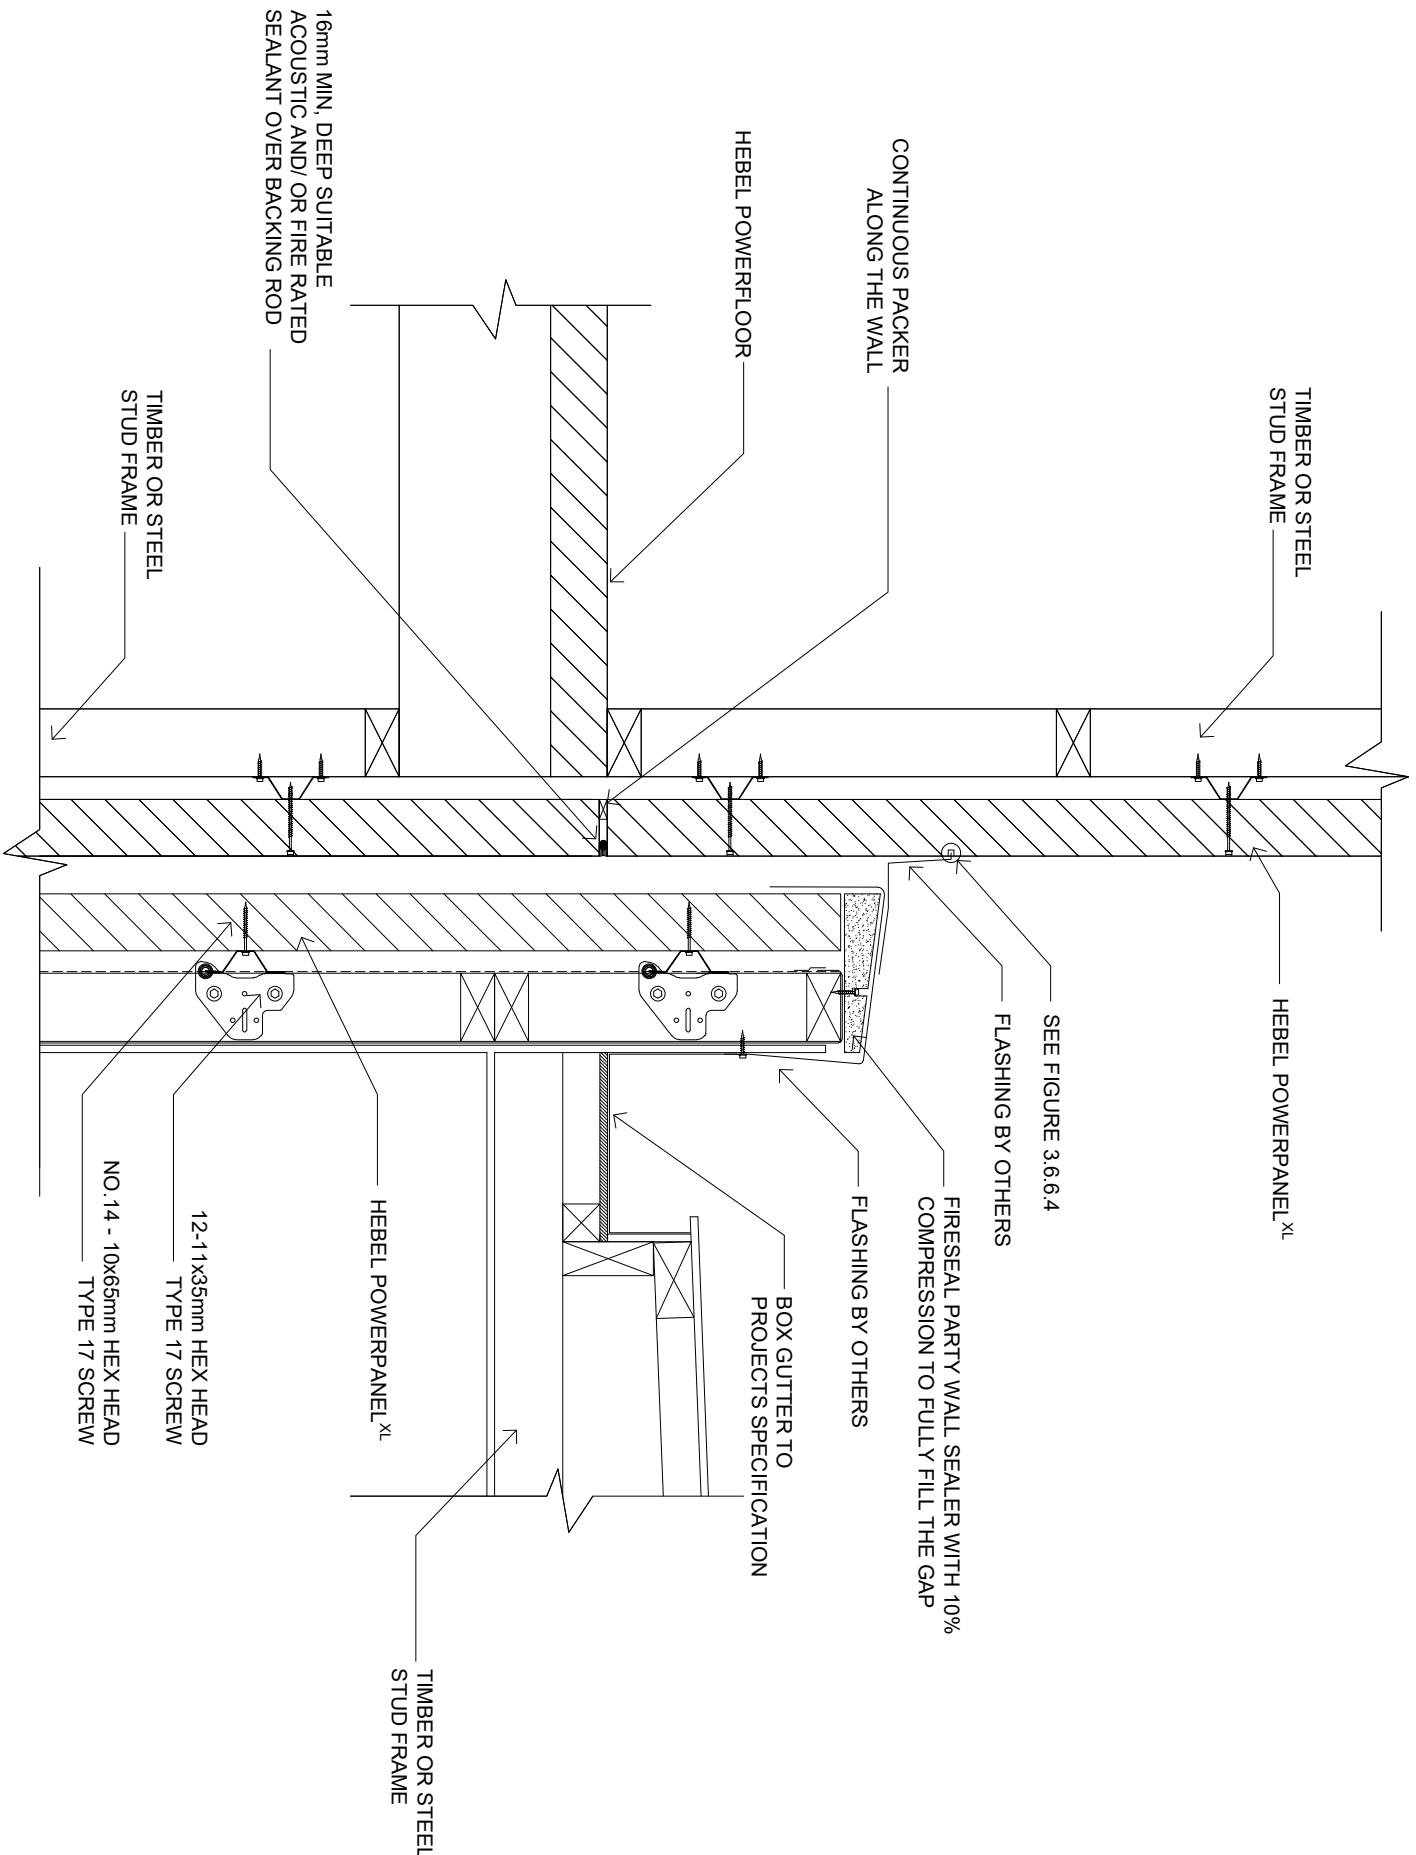 TIMBER OR STEEL
STUD FRAME
HEBEL POWERPANEL XL
SEE FIGURE 3.6.6.4
FLASHING BY OTHERS
CONTINUOUS PACKER
ALONG THE WALL
FIRESEAL PARTY WALL SEALER WITH 10%
COMPRESSION TO FULLY FILL THE GAP
FLASHING BY OTHERS
HEBEL POWERFLOOR
BOX GUTTER TO
PROJECTS SPECIFICATION
16mm MIN, DEEP SUITABLE
ACOUSTIC AND/ OR FIRE RATED
SEALANT OVER BACKING ROD
TIMBER OR STEEL
STUD FRAME
HEBEL POWERPANEL XL
TIMBER OR STEEL
STUD FRAME
12-11x35mm HEX HEAD
TYPE 17 SCREW
NO.14 - 10x65mm HEX HEAD
TYPE 17 SCREW